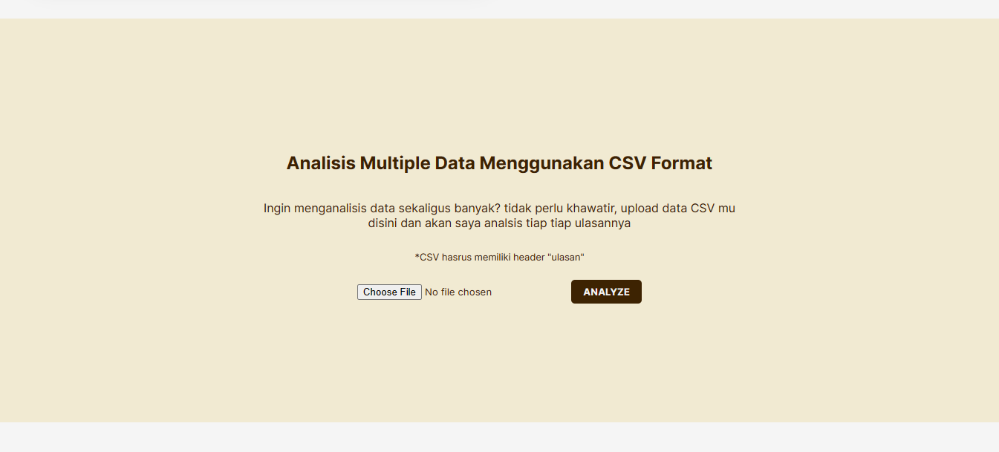 Analisis Multiple Data Menggunakan CSV Format
Ingin menganalisis data sekaligus banyak? tidak perlu khawatir, upload data CSV mu
disini dan akan saya analsis tiap tiap ulasannya
*CSV hasrus memiliki header "ulasan"
Choose File No file chosen ANALYZE